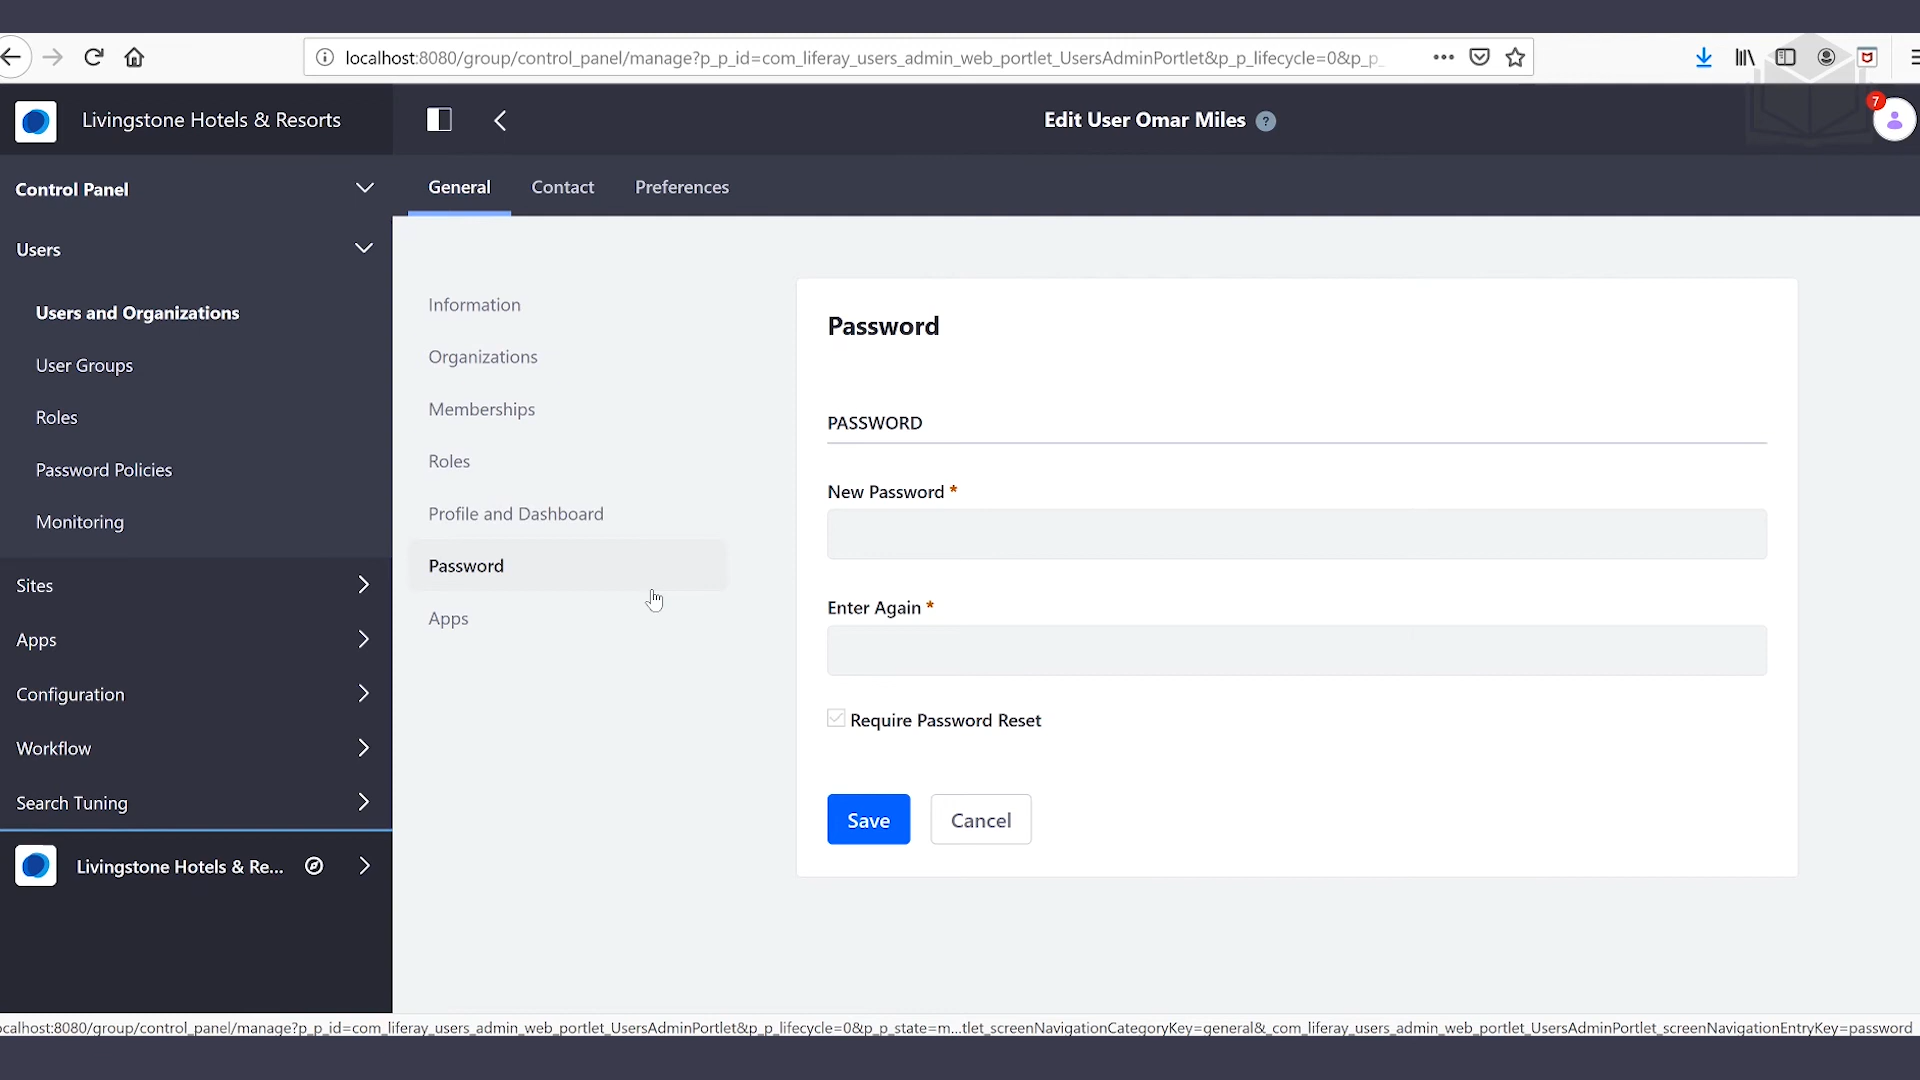 localhost:8080/group/control_panel/manage?p_p_id=com_liferay_users_admin_web_portlet_UsersAdminPortlet&p_p_lifecycle=0&p_p_
Livingstone Hotels & Resorts
Edit User Omar Miles ?
7
Control Panel
General Contact Preferences
Users
Users and Organizations
User Groups
Roles
Password Policies
Monitoring
Sites
Apps
Configuration
Workflow
Search Tuning
Livingstone Hotels & Re...
Information
Organizations
Memberships
Roles
Profile and Dashboard
Password
Apps
Password
PASSWORD
New Password *
Enter Again *
Require Password Reset
Save Cancel
ocalhost:8080/group/control_panel/manage?p_p_id=com_liferay_users_admin_web_portlet_UsersAdminPortlet&p_p_lifecycle=0&p_p_state=m...tlet_screenNavigationCategoryKey=general&_com_liferay_users_admin_web_portlet_UsersAdminPortlet_screenNavigationEntryKey=password